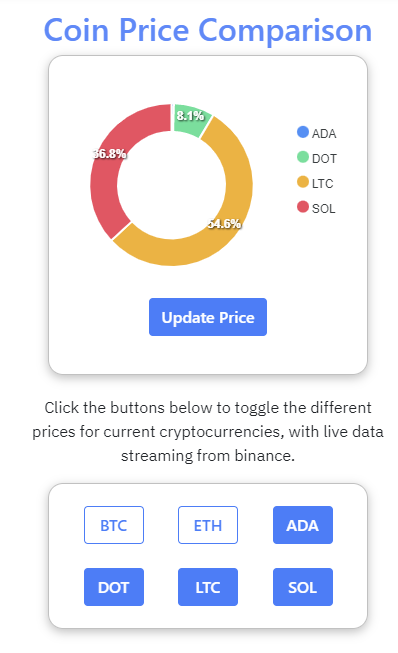 Coin Price Comparison
8.1%
36.8%
54.6%
ADA
DOT
LTC
SOL
Update Price
Click the buttons below to toggle the different
prices for current cryptocurrencies, with live data
streaming from binance.
BTC ETH ADA
DOT LTC SOL